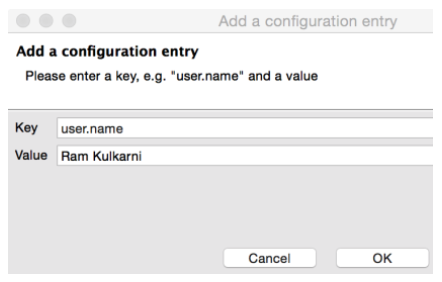 Add a configuration entry
Add a configuration entry
Please enter a key, e.g. "user.name" and a value
Key user.name
Value Ram Kulkarni
Cancel OK